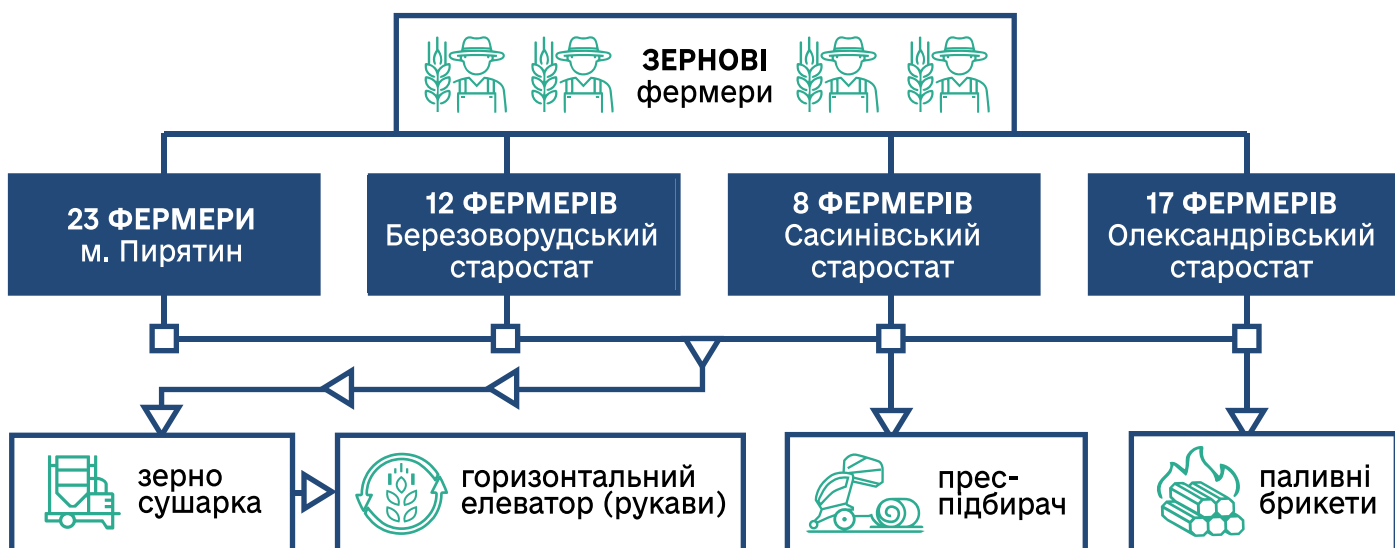 ЗЕРНОВІ
фермери
23 ФЕРМЕРИ
м. Пирятин
12 ФЕРМЕРІВ
Березоворудський
старостат
8 ФЕРМЕРІВ
Сасинівський
старостат
17 ФЕРМЕРІВ
Олександрівський
старостат
зерно
сушарка
горизонтальний
елеватор (рукави)
прес-
підбирач
паливні
брикети